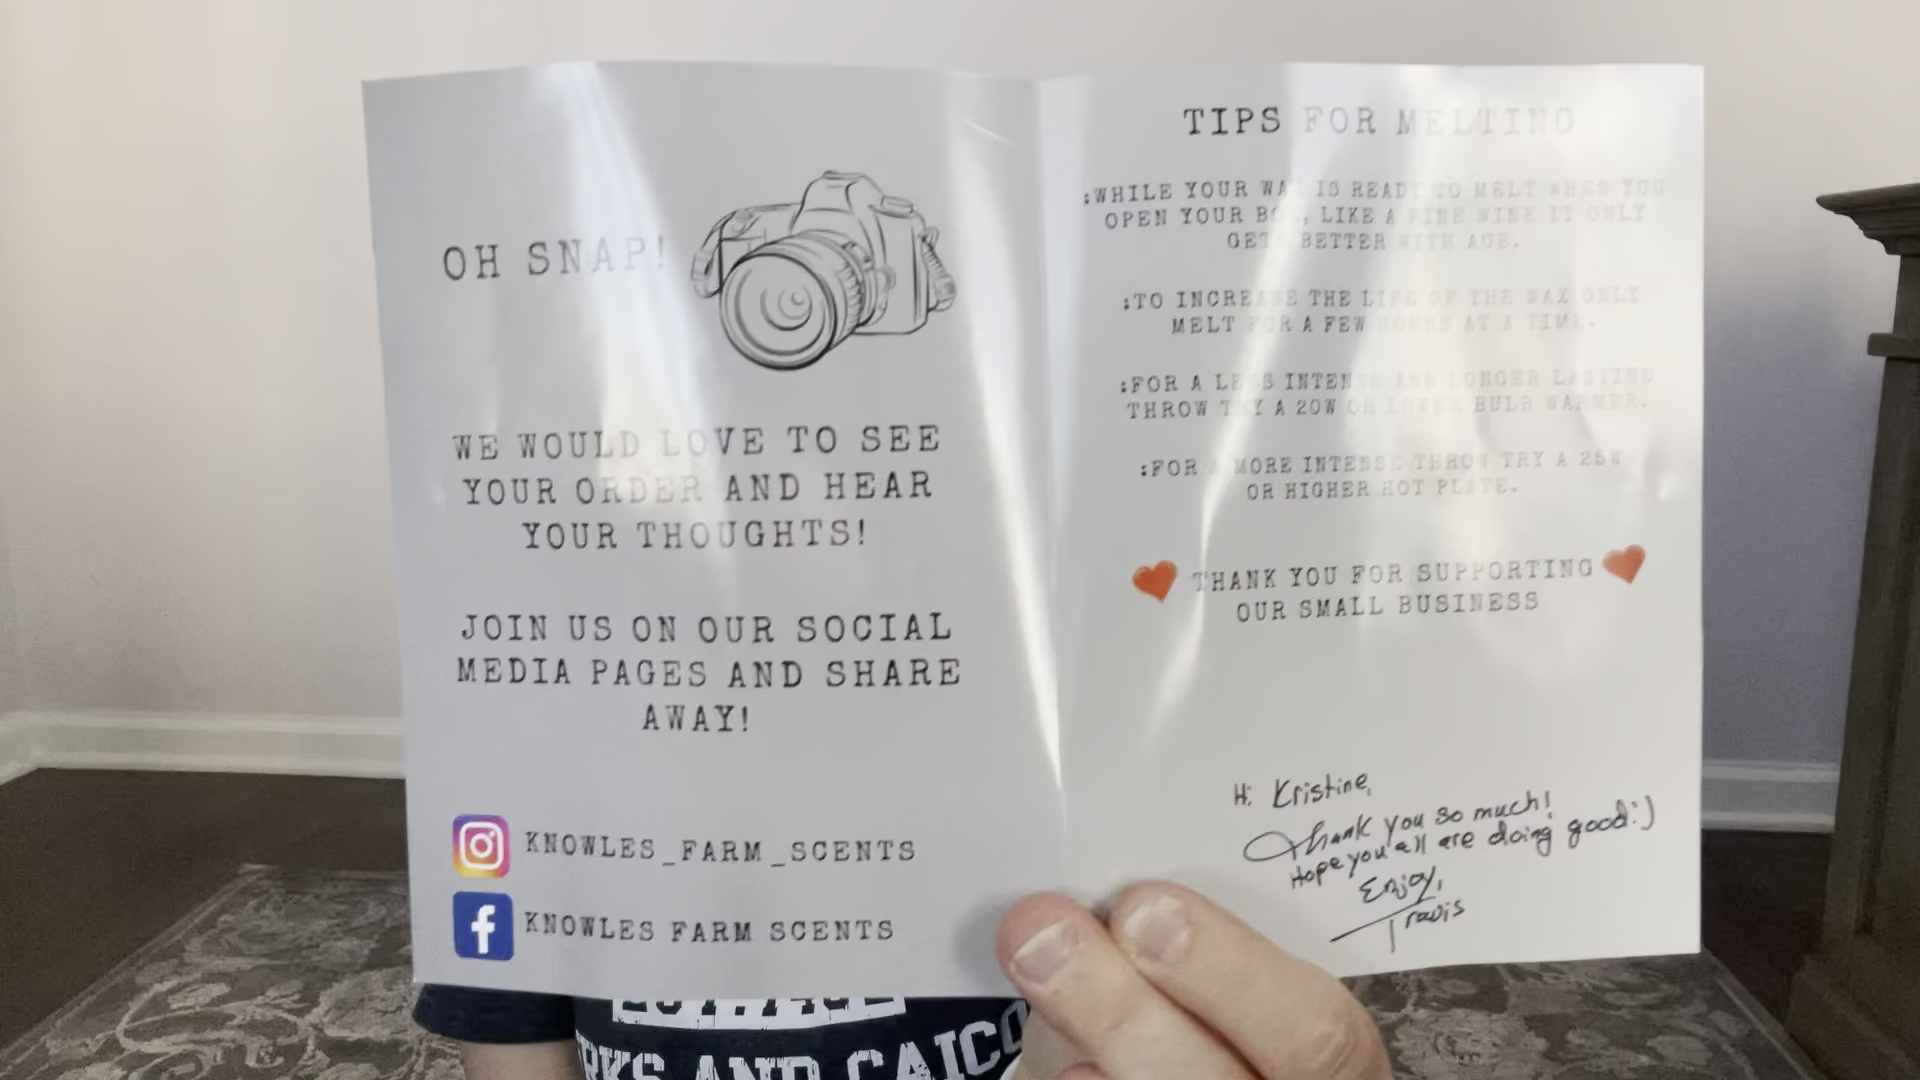 OH SNAP!
WE WOULD LOVE TO SEE
YOUR ORDER AND HEAR
YOUR THOUGHTS!
JOIN US ON OUR SOCIAL
MEDIA PAGES AND SHARE
AWAY!
KNOWLES_FARM_SCENTS
KNOWLES FARM SCENTS
TIPS FOR MELTING
:WHILE YOUR WAX IS READY TO MELT WHEN YOU
OPEN YOUR BOX, LIKE A FINE WINE IT ONLY
GETS BETTER WITH AGE.
:TO INCREASE THE LIFE OF THE WAX ONLY
MELT FOR A FEW HOURS AT A TIME.
:FOR A LESS INTENSE AND LONGER LASTING
THROW TRY A 20W OR LOWER BULB WARMER.
:FOR A MORE INTENSE THROW TRY A 25W
OR HIGHER HOT PLATE.
THANK YOU FOR SUPPORTING
OUR SMALL BUSINESS
Hi Kristine,
Thank you so much!
Hope you all are doing good :)
Enjoy,
Travis
AND CAICO